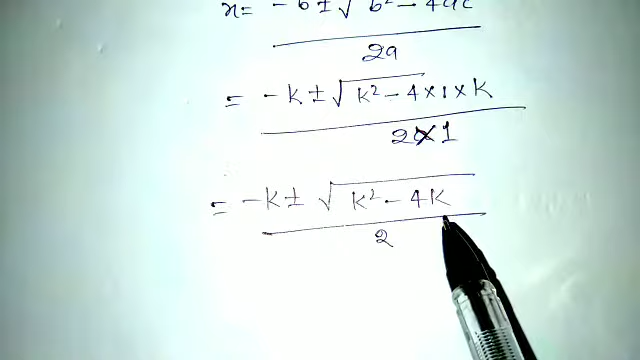 x= -b ± √ b² - 4ac
2a
= -K ± √ K² - 4 × 1 × K
2 × 1
= -K ± √ K² - 4K
2